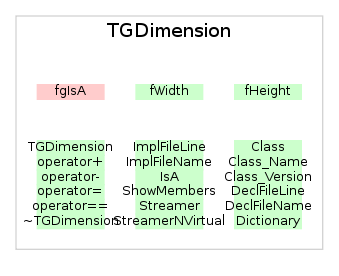 TGDimension
fgIsA fWidth fHeight
TGDimension ImplFileLine Class
operator+ ImplFileName Class_Name
operator- IsA Class_Version
operator= ShowMembers DeclFileLine
operator== Streamer DeclFileName
~TGDimension StreamerNVirtual Dictionary